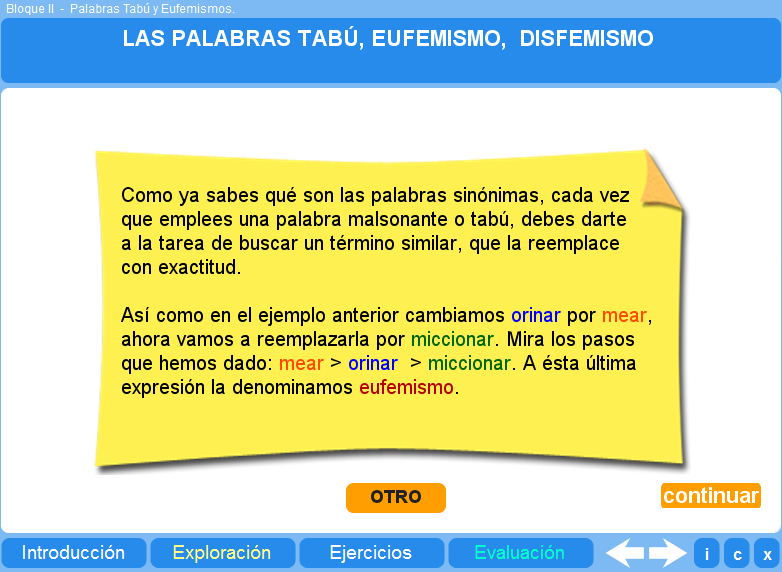 Bloque II - Palabras Tabú y Eufemismos.
LAS PALABRAS TABÚ, EUFEMISMO, DISFEMISMO
Como ya sabes qué son las palabras sinónimas, cada vez
que emplees una palabra malsonante o tabú, debes darte
a la tarea de buscar un término similar, que la reemplace
con exactitud.
Así como en el ejemplo anterior cambiamos orinar por mear,
ahora vamos a reemplazarla por miccionar. Mira los pasos
que hemos dado: mear > orinar > miccionar. A ésta última
expresión la denominamos eufemismo.
OTRO
continuar
Introducción Exploración Ejercicios Evaluación i c x